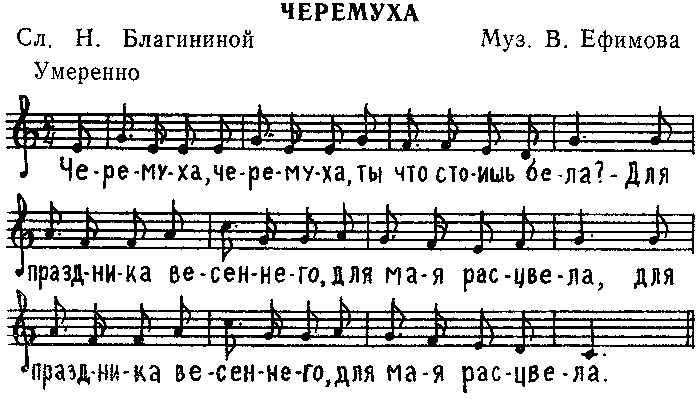 ЧЕРЕМУХА
Сл. Н. Благининой Муз. В. Ефимова
Умеренно
2/4
Че-ре-му-ха, че-ре-му-ха, ты что сто-ишь бе-ла? - Для
празд-ни-ка ве-сен-не-го, для ма-я рас-цве-ла, для
празд-ни-ка ве-сен-не-го, для ма-я рас-цве-ла.